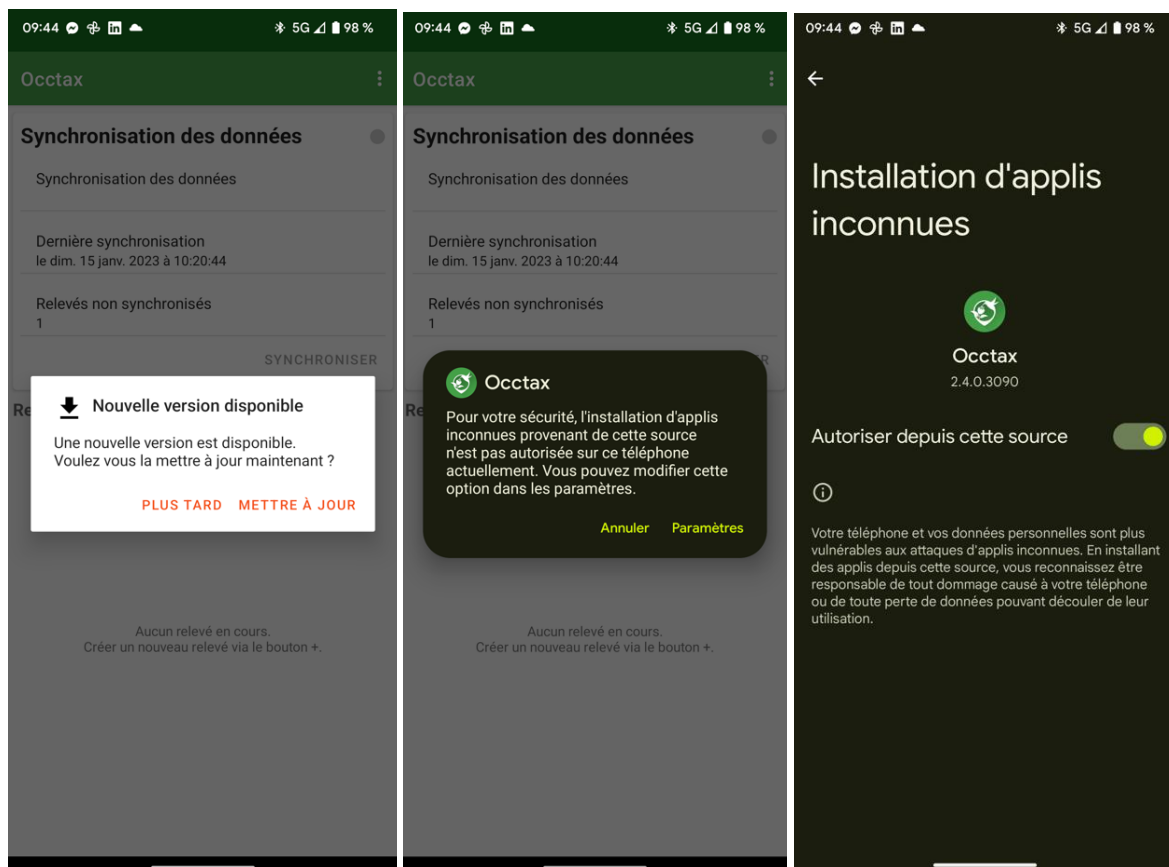 09:44 5G 98 %
Occtax
Synchronisation des données
Synchronisation des données
Dernière synchronisation
le dim. 15 janv. 2023 à 10:20:44
Relevés non synchronisés
1
SYNCHRONISER
Re
Nouvelle version disponible
Une nouvelle version est disponible.
Voulez vous la mettre à jour maintenant ?
PLUS TARD METTRE À JOUR
Aucun relevé en cours.
Créer un nouveau relevé via le bouton +.
09:44 5G 98 %
Occtax
Synchronisation des données
Synchronisation des données
Dernière synchronisation
le dim. 15 janv. 2023 à 10:20:44
Relevés non synchronisés
1
R
Re
Occtax
Pour votre sécurité, l'installation d'applis
inconnues provenant de cette source
n'est pas autorisée sur ce téléphone
actuellement. Vous pouvez modifier cette
option dans les paramètres.
Annuler Paramètres
Aucun relevé en cours.
Créer un nouveau relevé via le bouton +.
09:44 5G 98 %
Installation d'applis
inconnues
Occtax
2.4.0.3090
Autoriser depuis cette source
Votre téléphone et vos données personnelles sont plus
vulnérables aux attaques d'applis inconnues. En installant
des applis depuis cette source, vous reconnaissez être
responsable de tout dommage causé à votre téléphone
ou de toute perte de données pouvant découler de leur
utilisation.